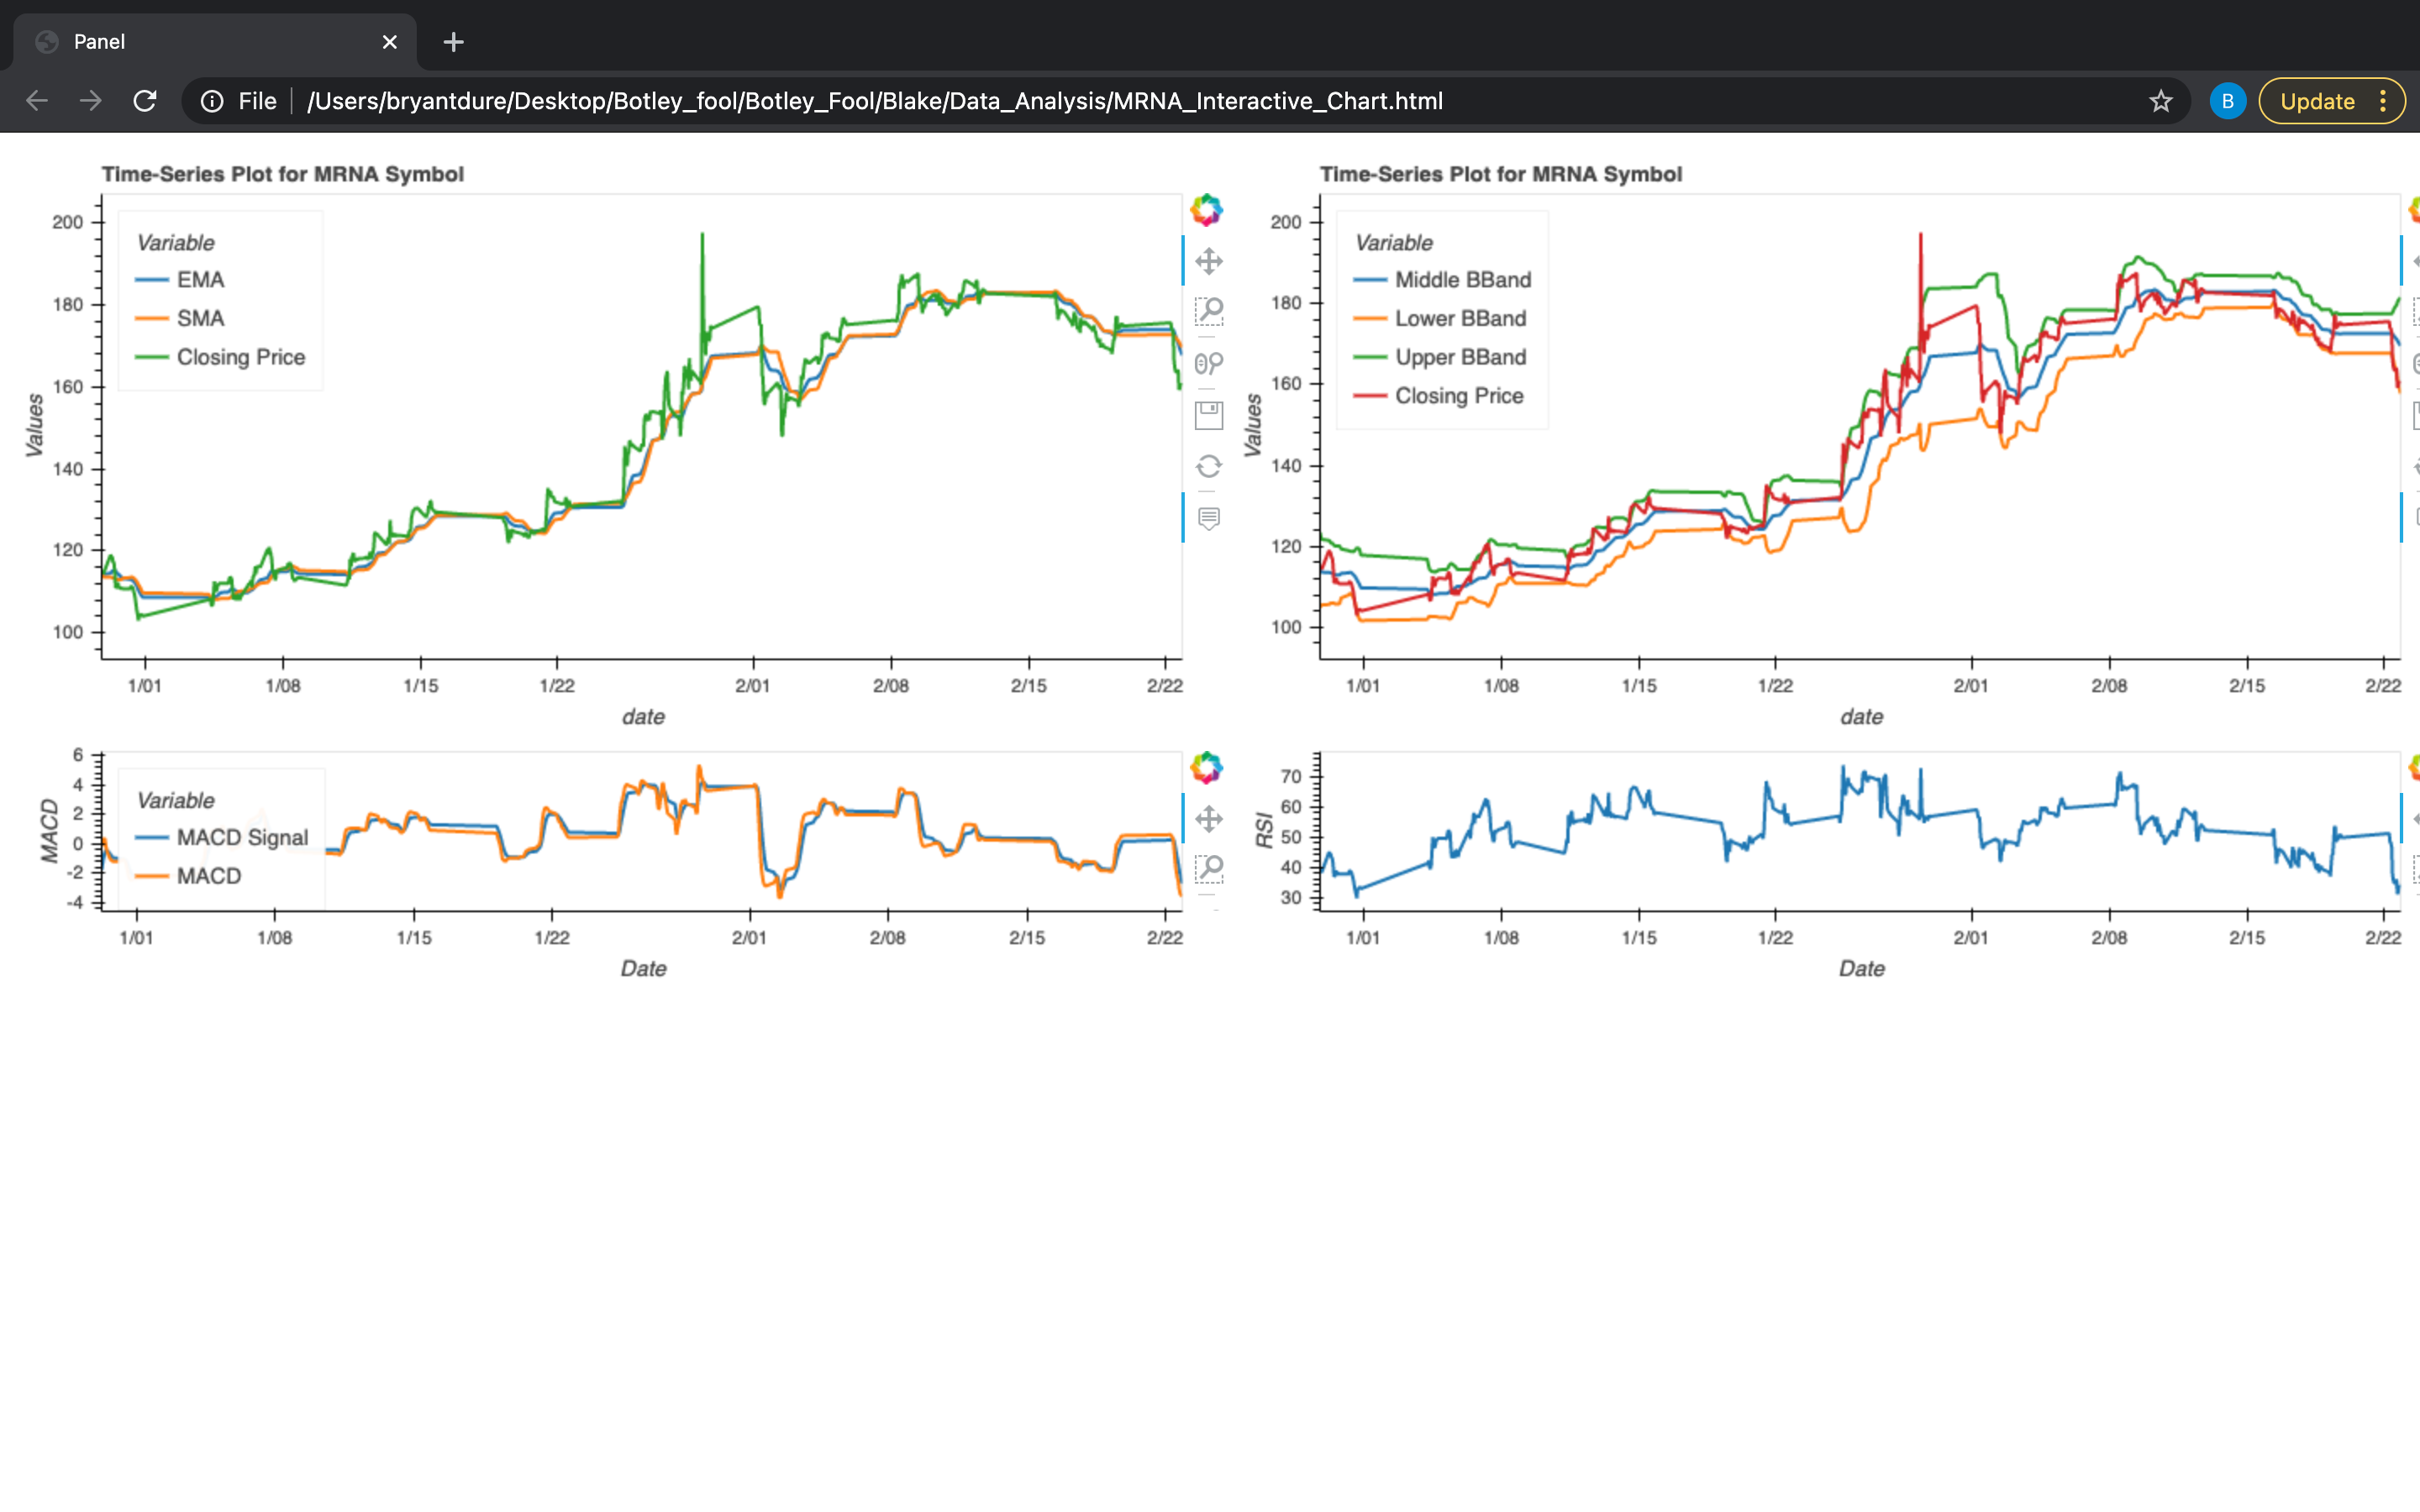 Panel
File /Users/bryantdure/Desktop/Botley_fool/Botley_Fool/Blake/Data_Analysis/MRNA_Interactive_Chart.html B Update
Time-Series Plot for MRNA Symbol
Variable
EMA
SMA
Closing Price
Values
200
180
160
140
120
100
1/01 1/08 1/15 1/22 2/01 2/08 2/15 2/22
date
Time-Series Plot for MRNA Symbol
Variable
Middle BBand
Lower BBand
Upper BBand
Closing Price
Values
200
180
160
140
120
100
1/01 1/08 1/15 1/22 2/01 2/08 2/15 2/22
date
Variable
MACD Signal
MACD
MACD
6
4
2
0
-2
-4
1/01 1/08 1/15 1/22 2/01 2/08 2/15 2/22
Date
RSI
70
60
50
40
30
1/01 1/08 1/15 1/22 2/01 2/08 2/15 2/22
Date